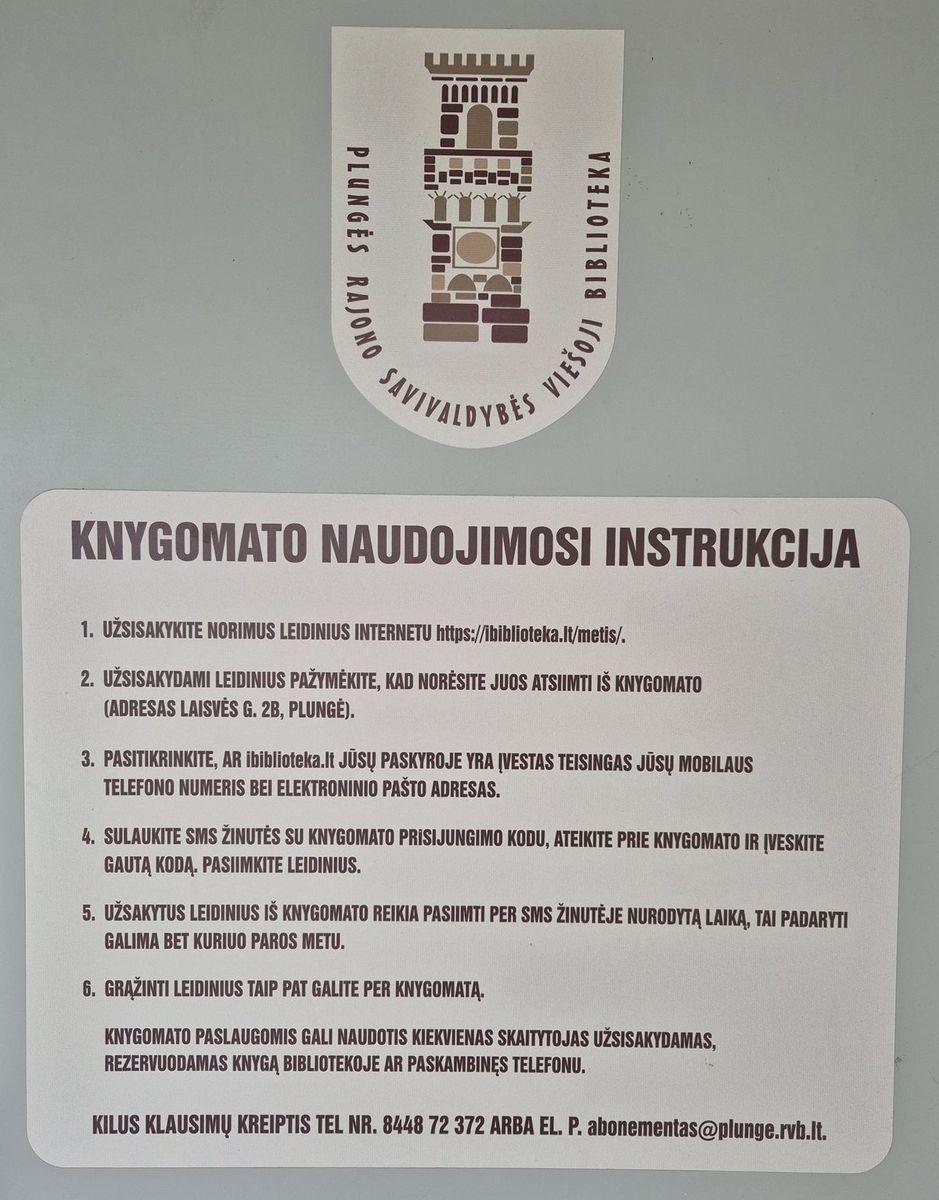 PLUNGĖS RAJONO SAVIVALDYBĖS VIEŠOJI BIBLIOTEKA
KNYGOMATO NAUDOJIMOSI INSTRUKCIJA
1. UŽSISAKYKITE NORIMUS LEIDINIUS INTERNETU https://ibiblioteka.lt/metis/.
2. UŽSISAKYDAMI LEIDINIUS PAŽYMĖKITE, KAD NORĖSITE JUOS ATSIIMTI IŠ KNYGOMATO
(ADRESAS LAISVĖS G. 2B, PLUNGĖ).
3. PASITIKRINKITE, AR ibiblioteka.lt JŪSŲ PASKYROJE YRA ĮVESTAS TEISINGAS JŪSŲ MOBILAUS
TELEFONO NUMERIS BEI ELEKTRONINIO PAŠTO ADRESAS.
4. SULAUKITE SMS ŽINUTĖS SU KNYGOMATO PRISIJUNGIMO KODU, ATEIKITE PRIE KNYGOMATO IR ĮVESKITE
GAUTĄ KODĄ. PASIIMKITE LEIDINIUS.
5. UŽSAKYTUS LEIDINIUS IŠ KNYGOMATO REIKIA PASIIMTI PER SMS ŽINUTĖJE NURODYTĄ LAIKĄ, TAI PADARYTI
GALIMA BET KURIUO PAROS METU.
6. GRĄŽINTI LEIDINIUS TAIP PAT GALITE PER KNYGOMATĄ.
KNYGOMATO PASLAUGOMIS GALI NAUDOTIS KIEKVIENAS SKAITYTOJAS UŽSISAKYDAMAS,
REZERVUODAMAS KNYGĄ BIBLIOTEKOJE AR PASKAMBINĘS TELEFONU.
KILUS KLAUSIMŲ KREIPTIS TEL NR. 8448 72 372 ARBA EL. P. abonementas@plunge.rvb.lt.